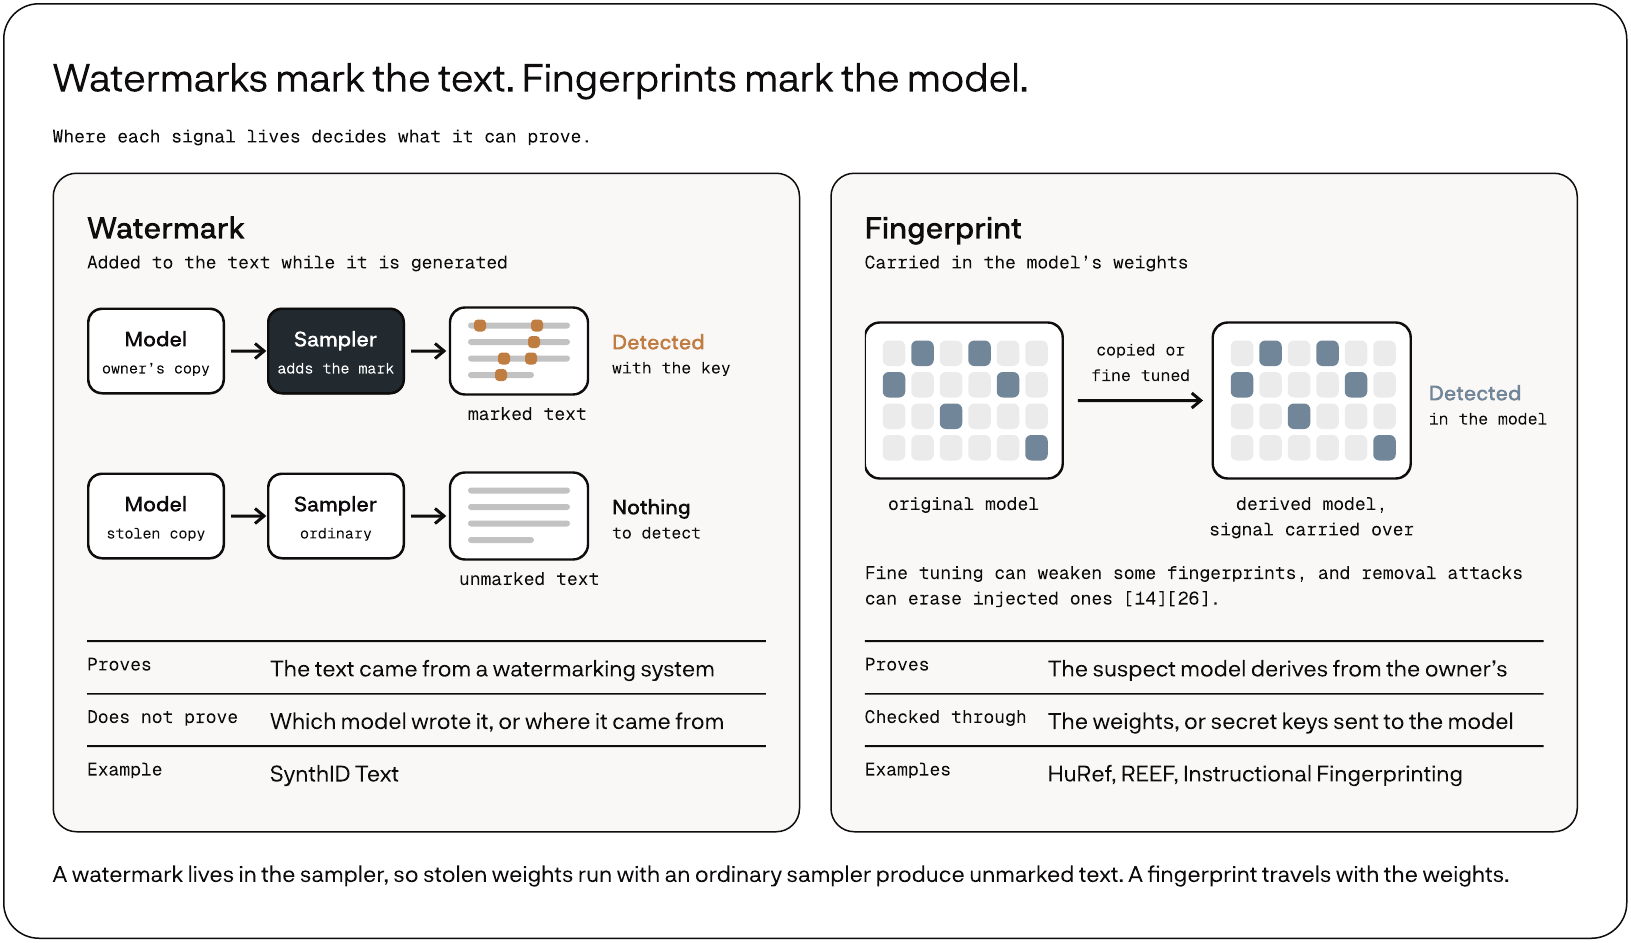 Watermarks mark the text. Fingerprints mark the model.
Where each signal lives decides what it can prove.
Watermark
Added to the text while it is generated
Model
owner's copy
Sampler
adds the mark
marked text
Detected
with the key
Model
stolen copy
Sampler
ordinary
unmarked text
Nothing
to detect
Proves
The text came from a watermarking system
Does not prove
Which model wrote it, or where it came from
Example
SynthID Text
Fingerprint
Carried in the model's weights
original model
copied or
fine tuned
derived model,
signal carried over
Detected
in the model
Fine tuning can weaken some fingerprints, and removal attacks
can erase injected ones [14][26].
Proves
The suspect model derives from the owner's
Checked through
The weights, or secret keys sent to the model
Examples
HuRef, REEF, Instructional Fingerprinting
A watermark lives in the sampler, so stolen weights run with an ordinary sampler produce unmarked text. A fingerprint travels with the weights.